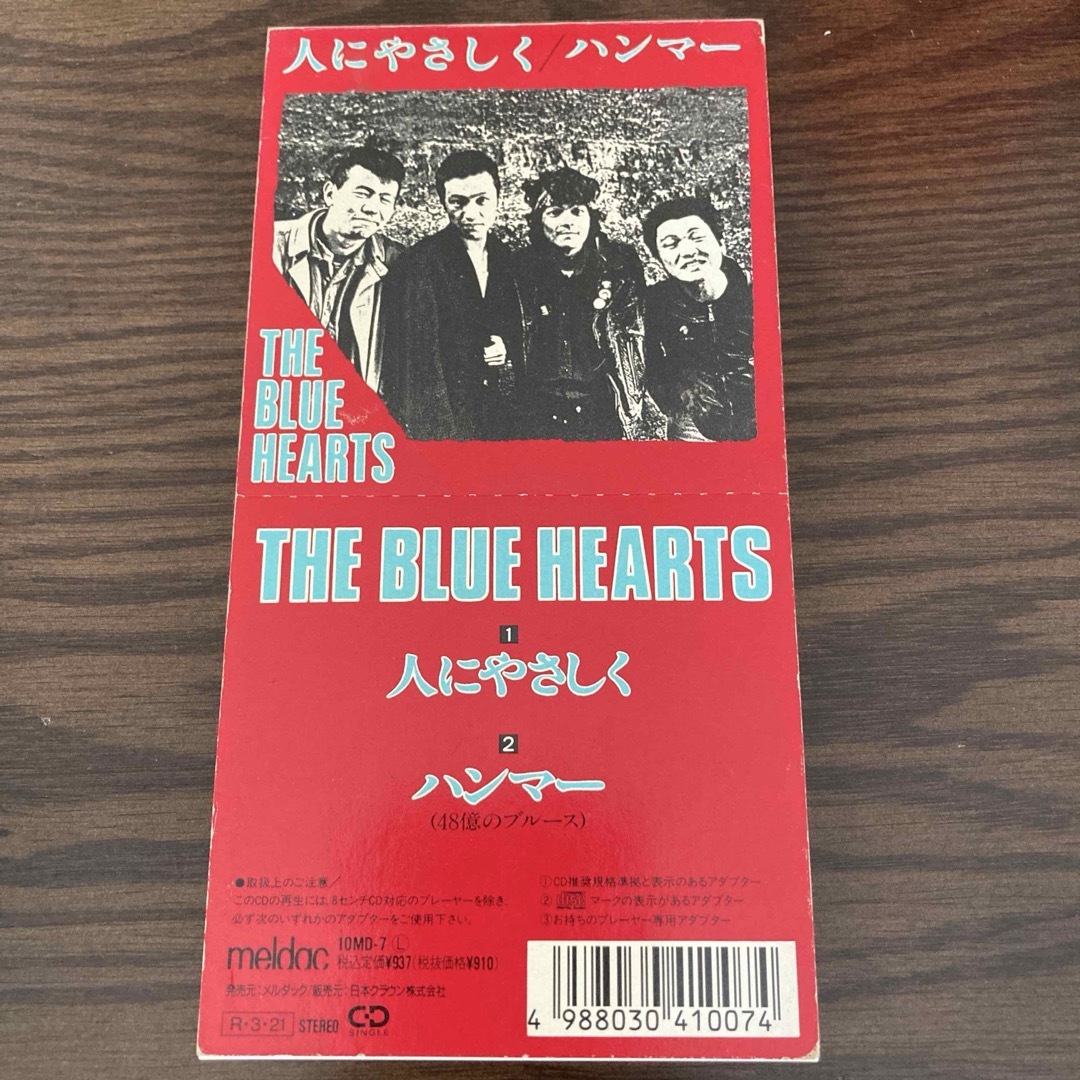 人にやさしく/ハンマー
THE
BLUE
HEARTS
THE BLUE HEARTS
1
人にやさしく
2
ハンマー
(48億のブルース)
●取扱上のご注意/
このCDの再生には、8センチCD対応のプレーヤーを除き、
必ず次のいずれかのアダプターをご使用下さい。
①CD推奨規格準拠と表示のあるアダプター
② マークの表示があるアダプター
③お持ちのプレーヤー専用アダプター
meldac 10MD-7 Ⓛ
税込定価¥937(税抜価格¥910)
発売元:メルダック/販売元:日本クラウン株式会社
R・3・21 STEREO CD SINGLE
4 988030 410074